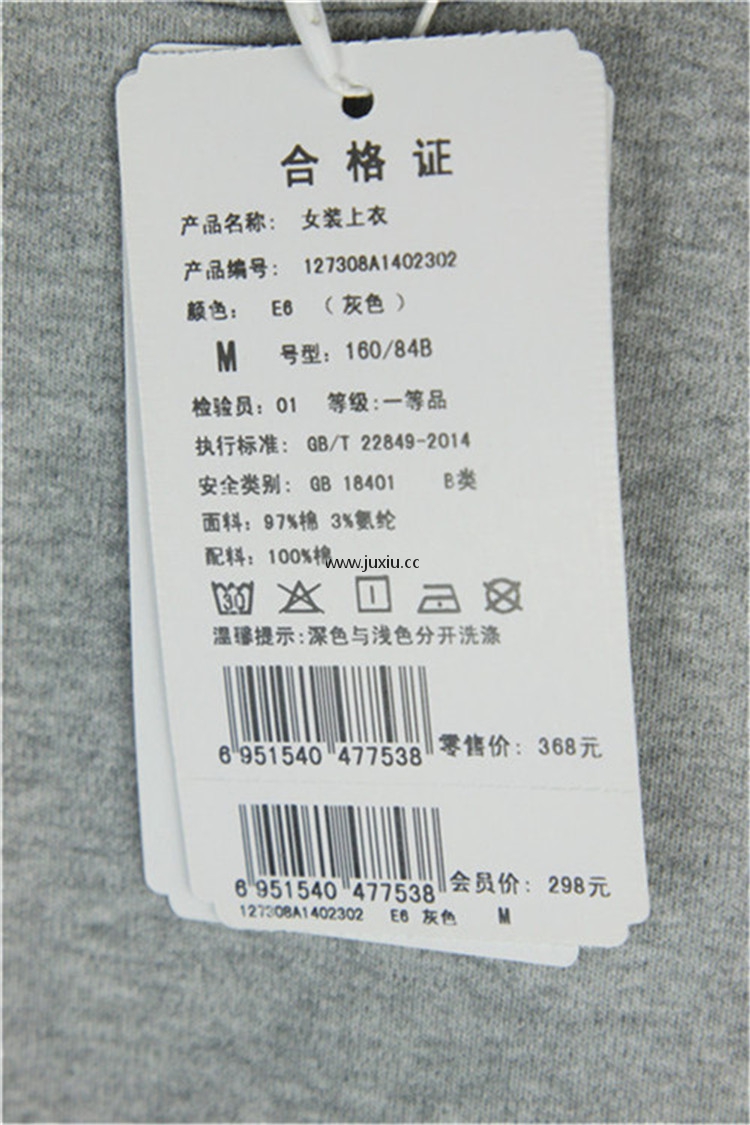 合格证
产品名称: 女装上衣
产品编号: 127308A1402302
颜色: E6 (灰色)
M 号型: 160/84B
检验员: 01 等级:一等品
执行标准: GB/T 22849-2014
安全类别: GB 18401 B类
面料: 97%棉 3%氨纶
配料: 100%棉
www.juxiu.cc
30
温馨提示:深色与浅色分开洗涤
6 951540 477538 零售价: 368元
6 951540 477538 会员价: 298元
127308A1402302 E6 灰色 M